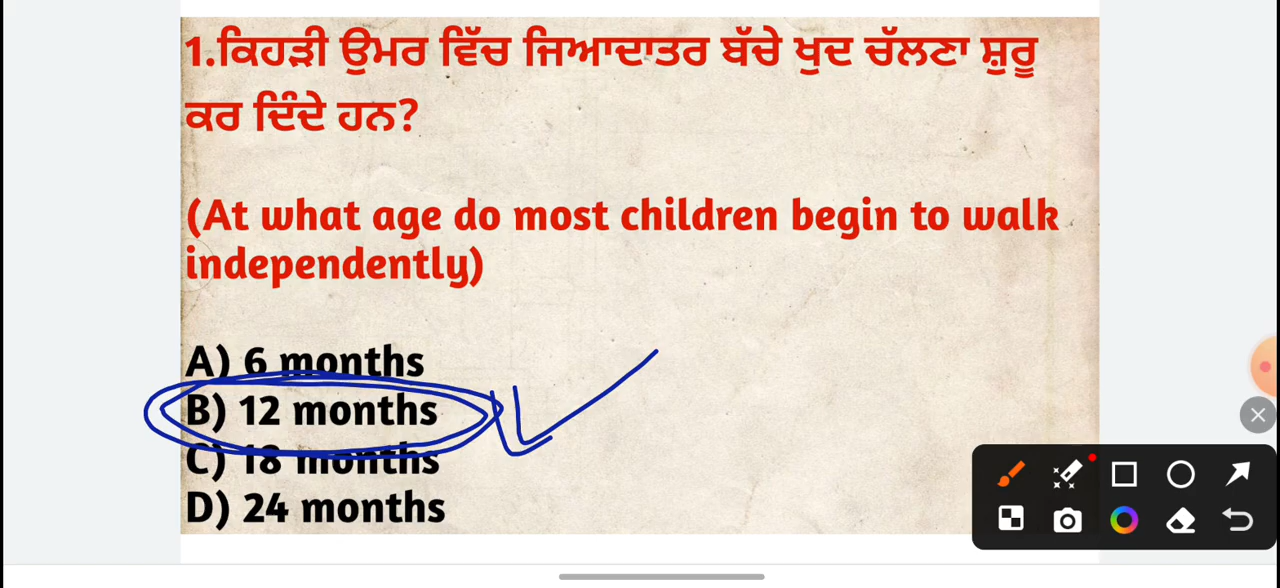 1.ਕਿਹੜੀ ਉਮਰ ਵਿੱਚ ਜਿਆਦਾਤਰ ਬੱਚੇ ਖੁਦ ਚੱਲਣਾ ਸ਼ੁਰੂ
ਕਰ ਦਿੰਦੇ ਹਨ?
(At what age do most children begin to walk
independently)
A) 6 months
B) 12 months
C) 18 months
D) 24 months